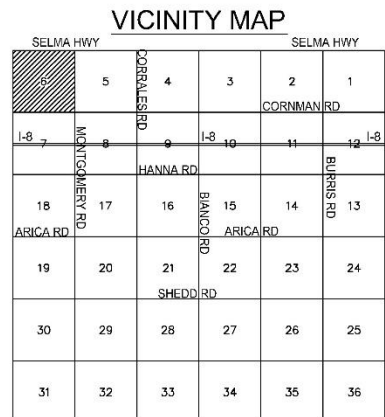 VICINITY MAP
SELMA HWY SELMA HWY
6 5 4 3 2 1
CORRALES RD
CORNMAN RD
I-8 I-8 I-8
7 8 9 10 11 12
MONTGOMERY RD
HANNA RD
BURRIS RD
18 17 16 15 14 13
BIANCO RD
ARICA RD ARICA RD
19 20 21 22 23 24
SHEDD RD
30 29 28 27 26 25
31 32 33 34 35 36